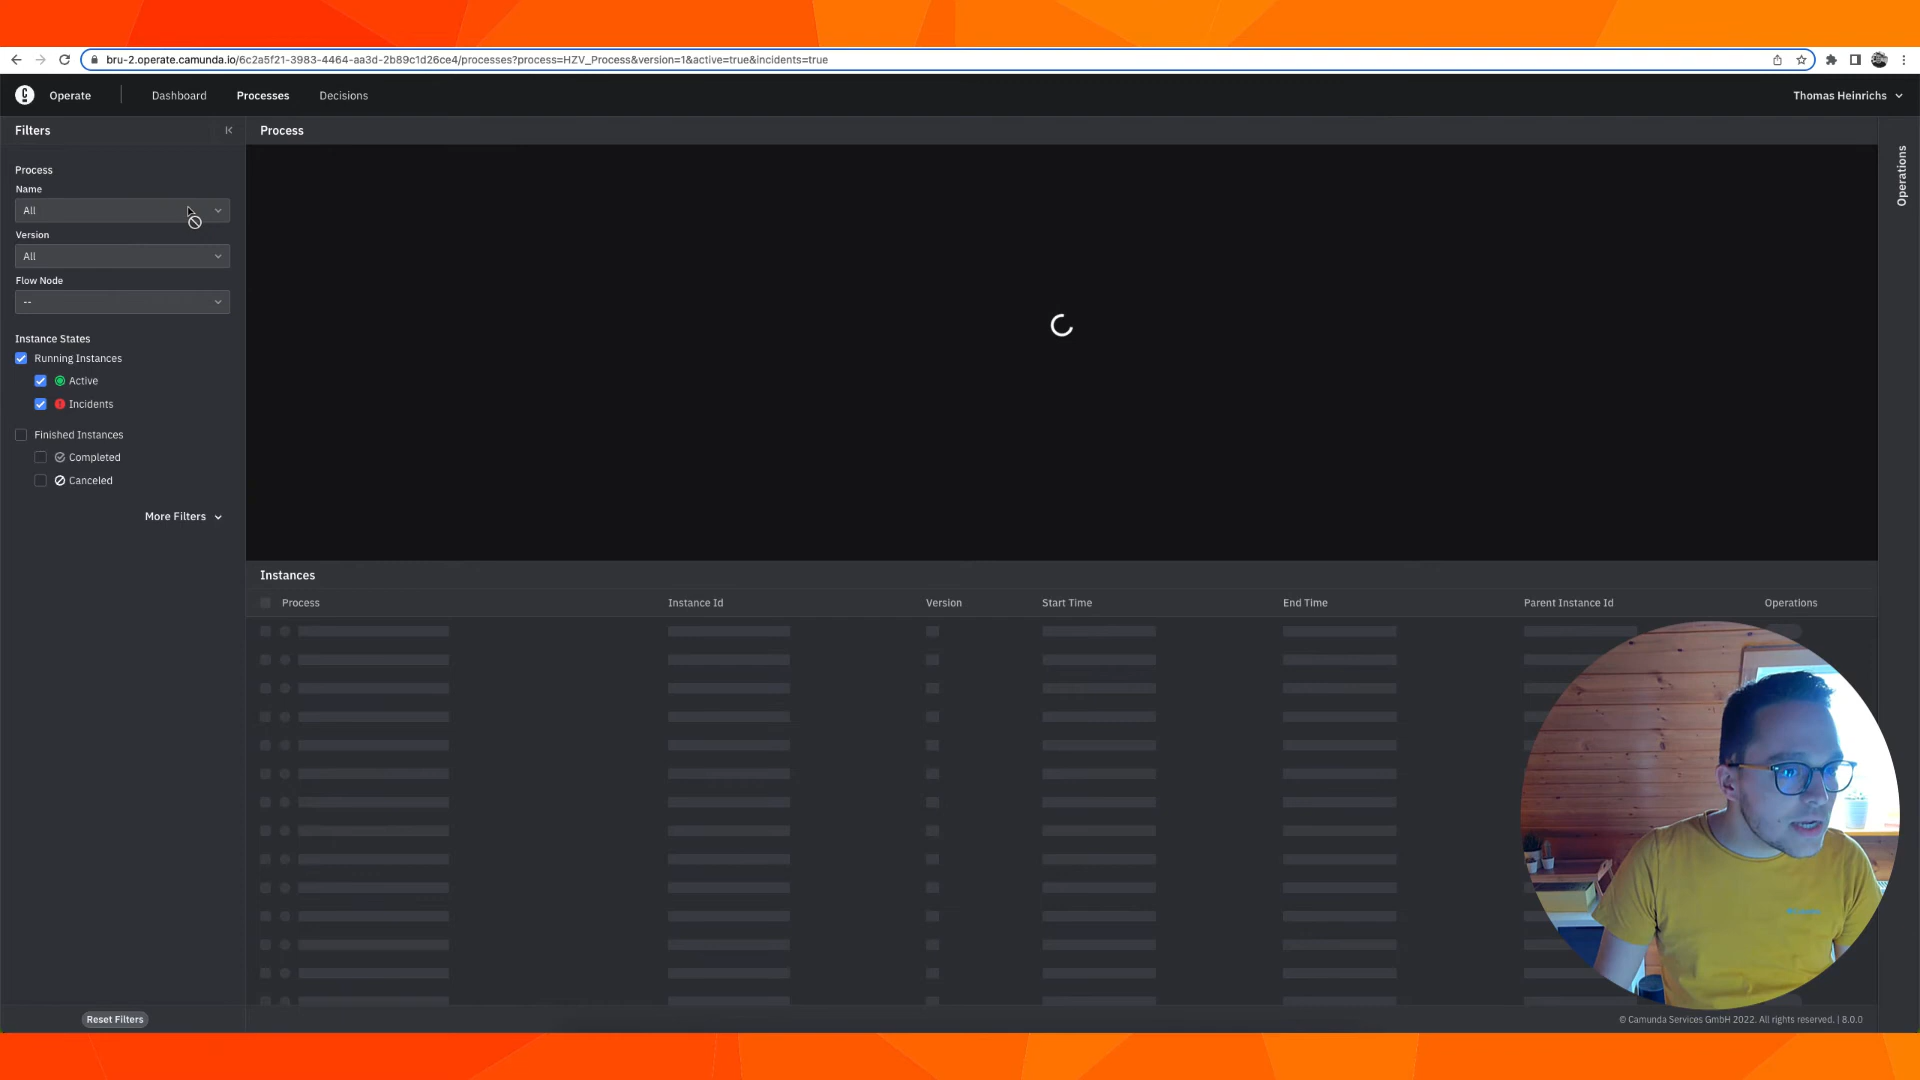 bru-2.operate.camunda.io/6c2a5f21-3983-4464-aa3d-2b89c1d26ce4/processes?process=HZV_Process&version=1&active=true&incidents=true
Operate
Dashboard
Processes
Decisions
Thomas Heinrichs
Filters
Process
Operations
Process
Name
All
Version
All
Flow Node
--
Instance States
Running Instances
Active
Incidents
Finished Instances
Completed
Canceled
More Filters
Instances
Process Instance Id Version Start Time End Time Parent Instance Id Operations
Reset Filters
© Camunda Services GmbH 2022. All rights reserved. | 8.0.0